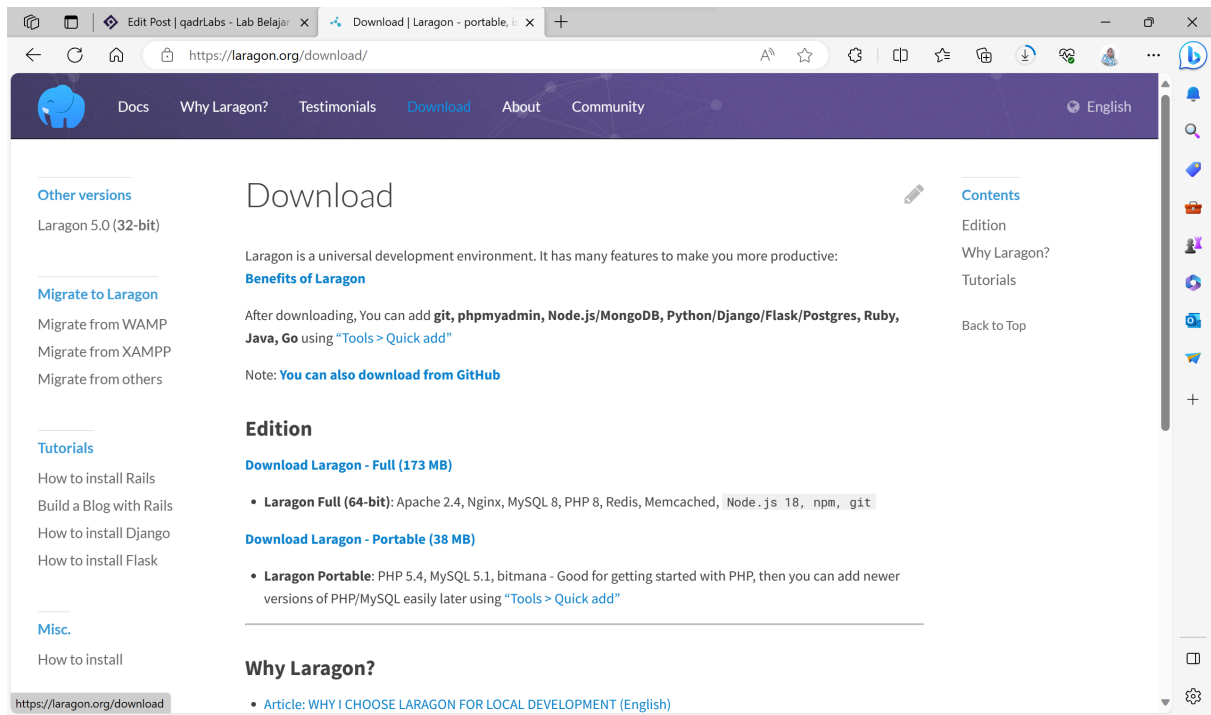 Edit Post | qadrLabs - Lab Belajar
Download | Laragon - portable, is
https://laragon.org/download/
Docs
Why Laragon?
Testimonials
Download
About
Community
English
Other versions
Laragon 5.0 (32-bit)
Migrate to Laragon
Migrate from WAMP
Migrate from XAMPP
Migrate from others
Tutorials
How to install Rails
Build a Blog with Rails
How to install Django
How to install Flask
Misc.
How to install
Download
Laragon is a universal development environment. It has many features to make you more productive:
Benefits of Laragon
After downloading, You can add git, phpmyadmin, Node.js/MongoDB, Python/Django/Flask/Postgres, Ruby,
Java, Go using “Tools > Quick add”
Note: You can also download from GitHub
Edition
Download Laragon - Full (173 MB)
• Laragon Full (64-bit): Apache 2.4, Nginx, MySQL 8, PHP 8, Redis, Memcached, Node.js 18, npm, git
Download Laragon - Portable (38 MB)
• Laragon Portable: PHP 5.4, MySQL 5.1, bitmana - Good for getting started with PHP, then you can add newer
versions of PHP/MySQL easily later using “Tools > Quick add”
Why Laragon?
• Article: WHY I CHOOSE LARAGON FOR LOCAL DEVELOPMENT (English)
Contents
Edition
Why Laragon?
Tutorials
Back to Top
https://laragon.org/download